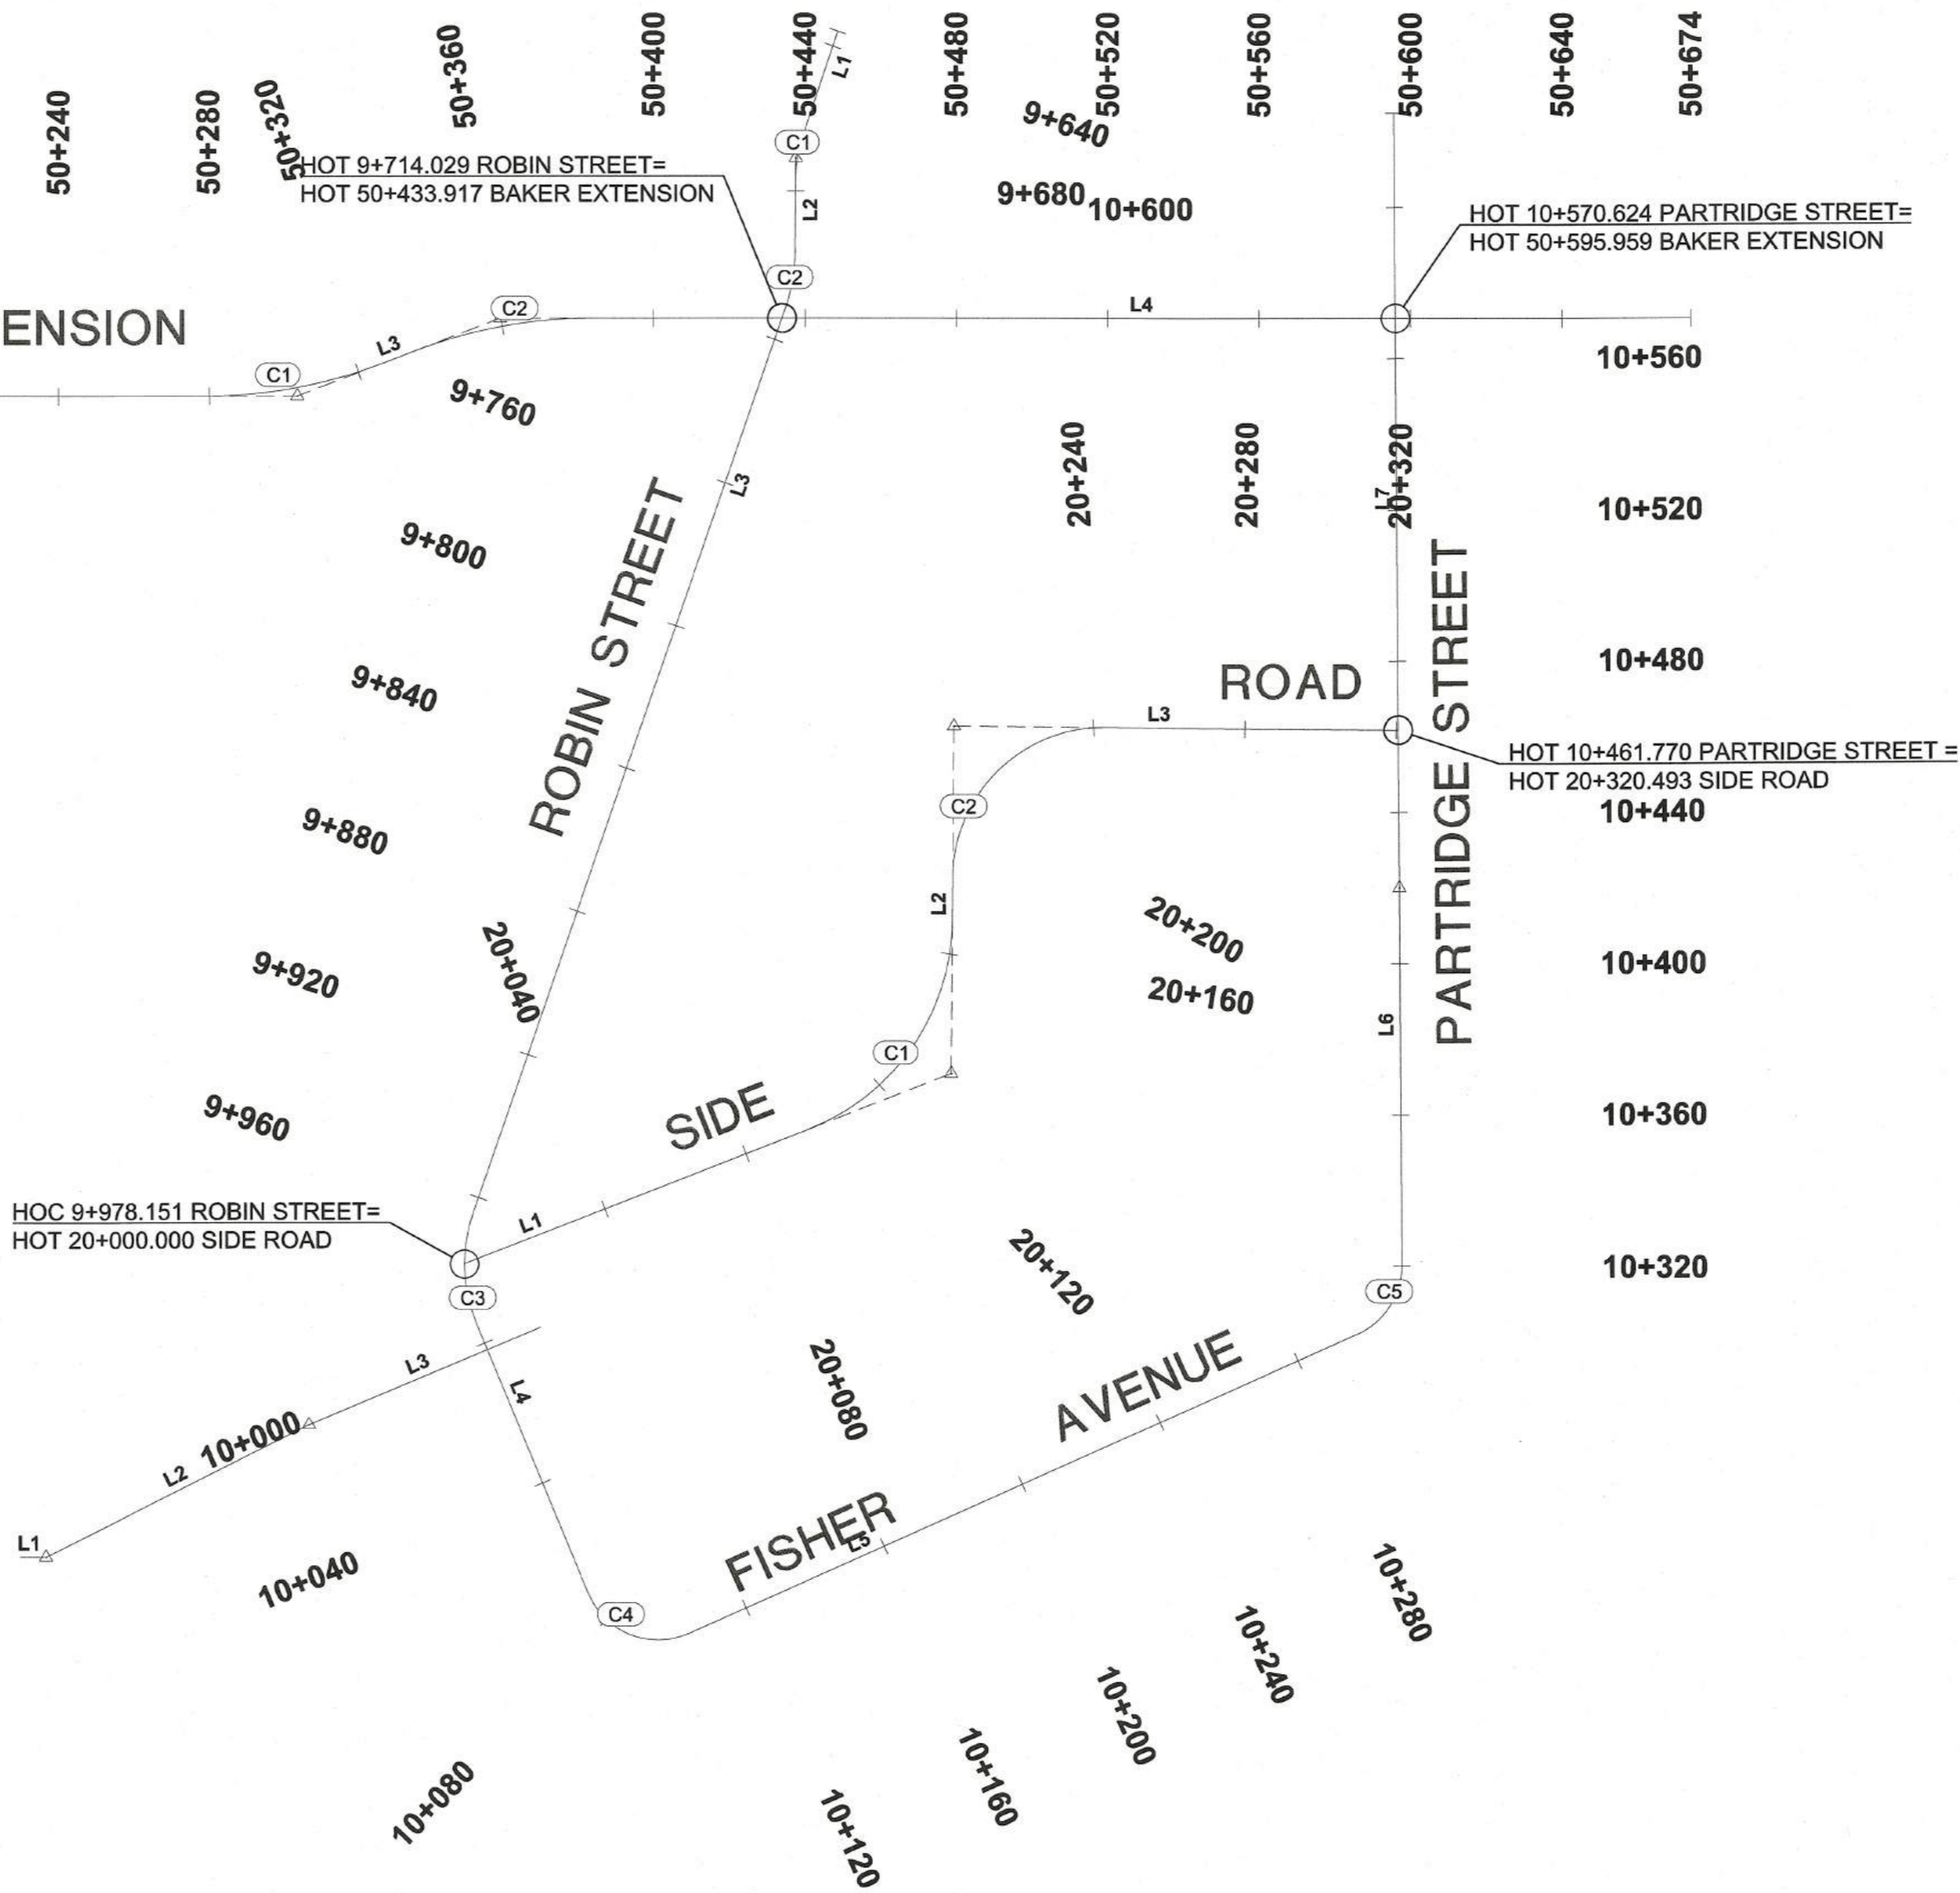 50+240
50+280
50+320
50+360
50+400
50+440
50+480
50+520
50+560
50+600
50+640
50+674
L1
C1
9+640
HOT 9+714.029 ROBIN STREET=
HOT 50+433.917 BAKER EXTENSION
L2
9+680
10+600
HOT 10+570.624 PARTRIDGE STREET=
HOT 50+595.959 BAKER EXTENSION
C2
ENSION
C2
L3
C1
L4
10+560
9+760
20+240
20+280
20+320
L7
10+520
L3
9+800
ROBIN STREET
9+840
ROAD
PARTRIDGE STREET
10+480
L3
HOT 10+461.770 PARTRIDGE STREET =
HOT 20+320.493 SIDE ROAD
C2
10+440
9+880
L2
20+200
9+920
20+040
10+400
20+160
L6
C1
9+960
SIDE
10+360
HOC 9+978.151 ROBIN STREET=
HOT 20+000.000 SIDE ROAD
L1
20+120
10+320
C3
C5
L3
L4
20+080
AVENUE
10+000
L2
FISHER
L5
L1
10+040
C4
10+280
10+240
10+200
10+160
10+080
10+120